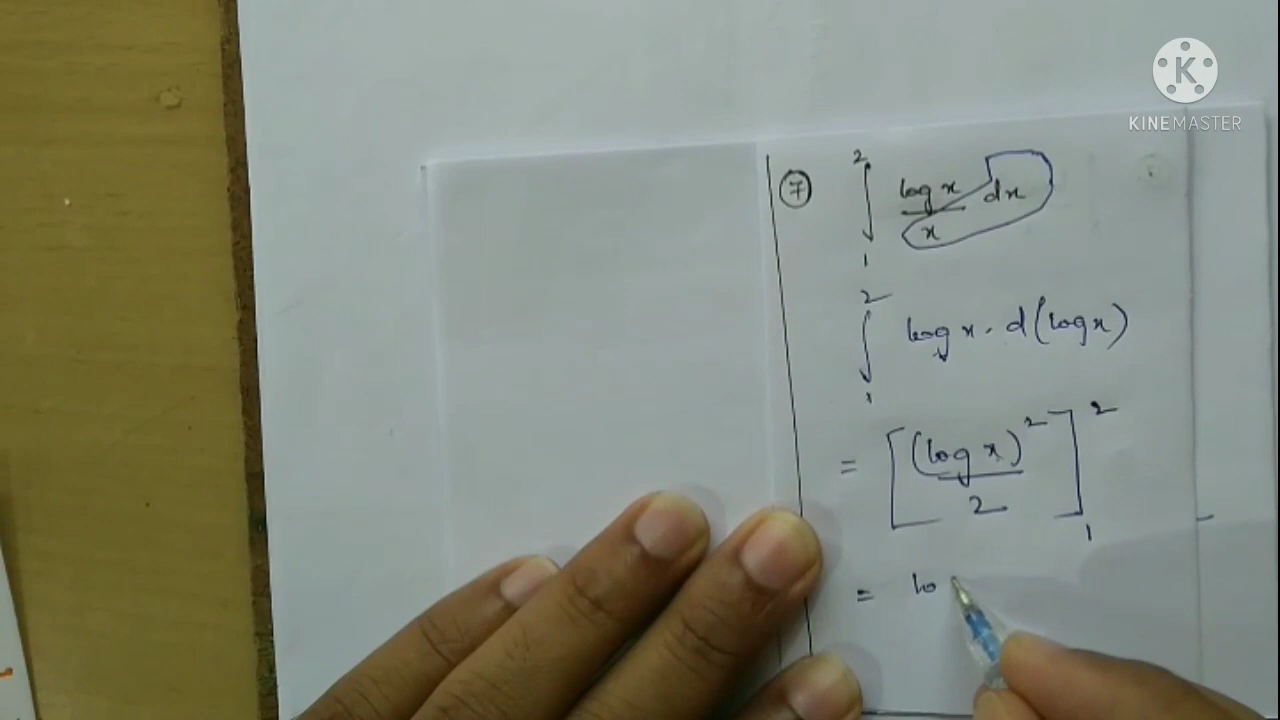 K
KINEMASTER
⑦ ∫₁² log x / x dx
∫₁² log x . d(log x)
= [(log x)² / 2]₁²
= lo